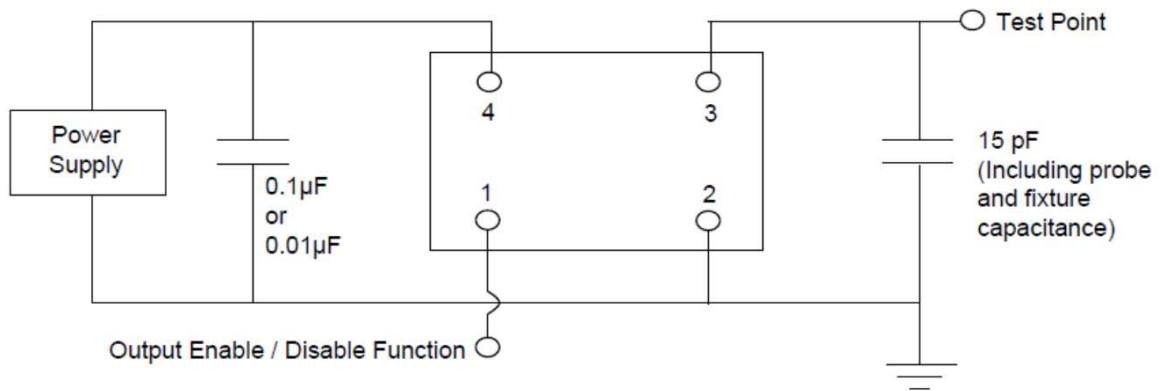 Test Point
4
3
Power
Supply
15 pF
(Including probe
and fixture
capacitance)
0.1µF
or
0.01µF
1
2
Output Enable / Disable Function